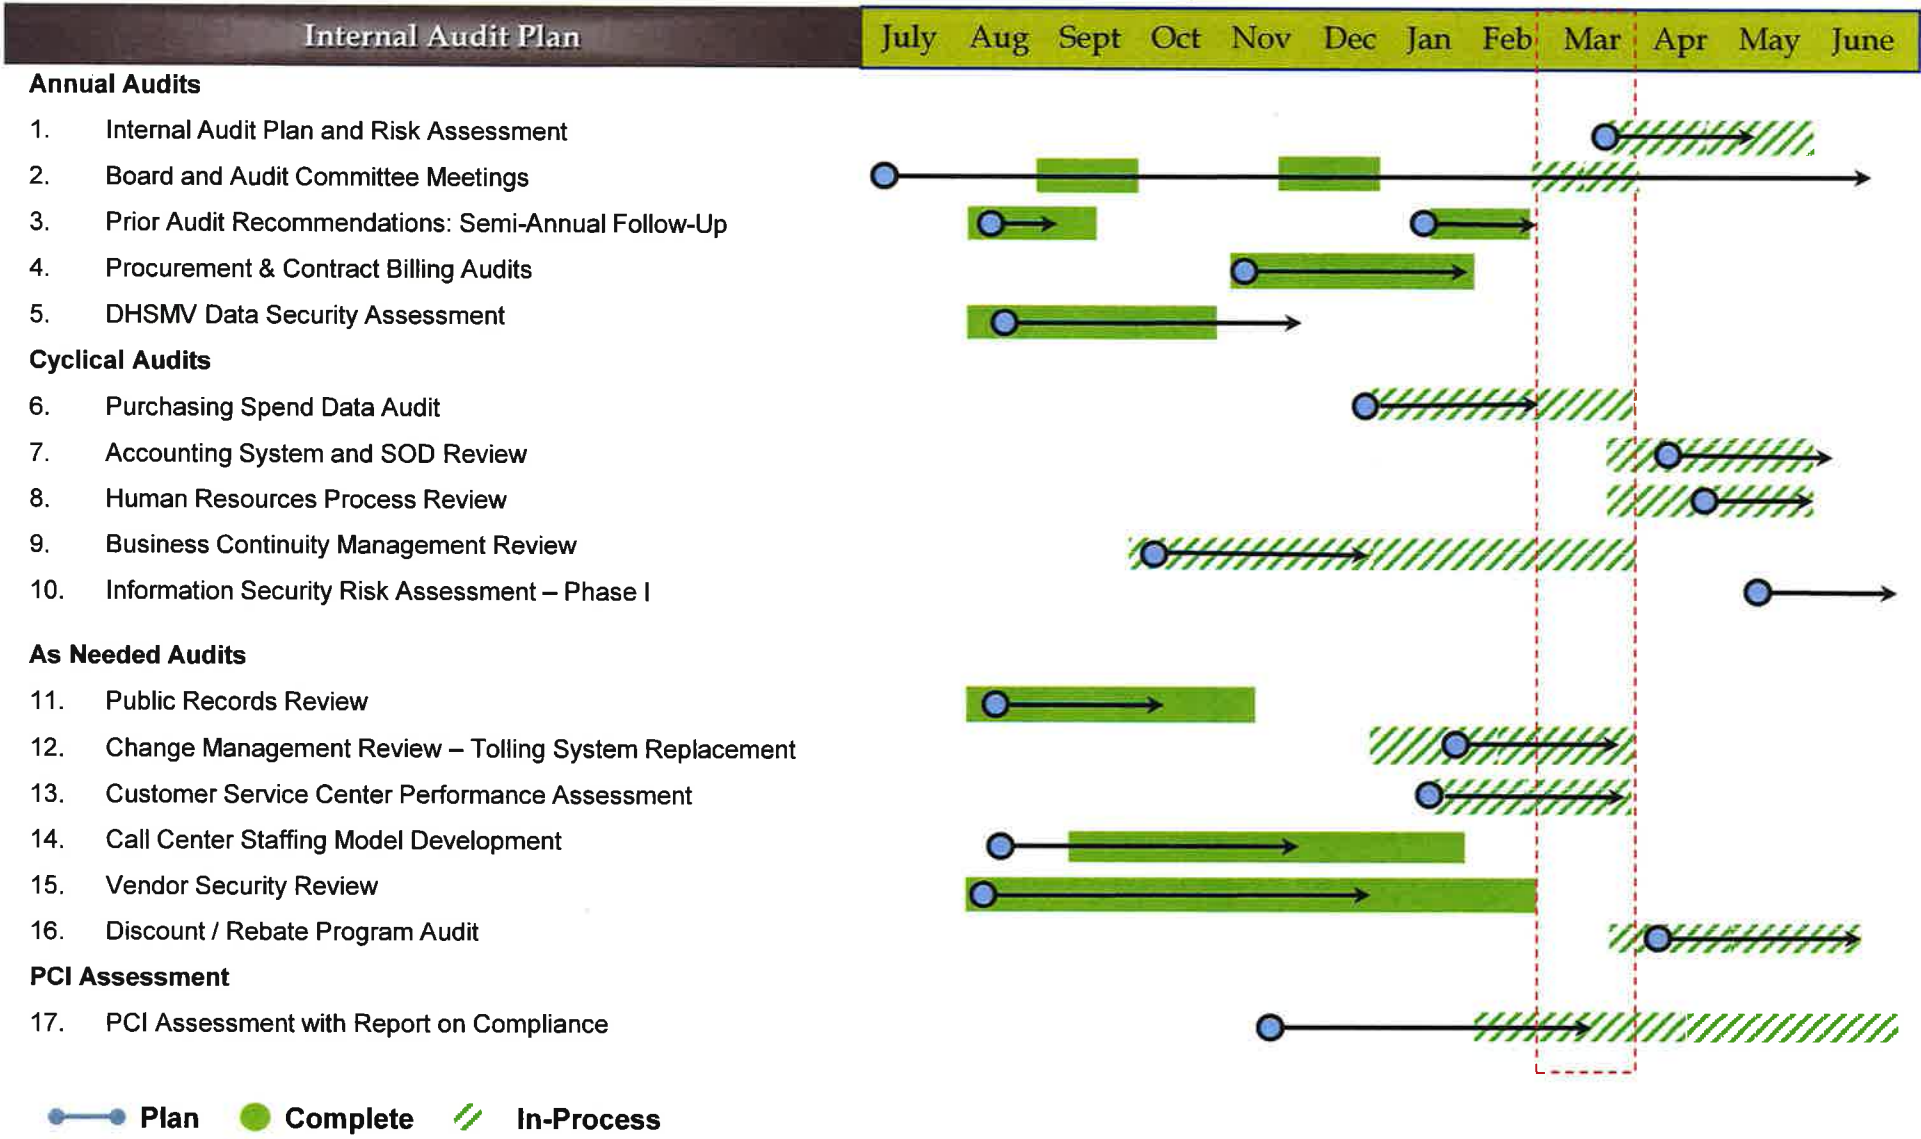 Internal Audit Plan July Aug Sept Oct Nov Dec Jan Feb Mar Apr May June
Annual Audits
1. Internal Audit Plan and Risk Assessment
2. Board and Audit Committee Meetings
3. Prior Audit Recommendations: Semi-Annual Follow-Up
4. Procurement & Contract Billing Audits
5. DHSMV Data Security Assessment
Cyclical Audits
6. Purchasing Spend Data Audit
7. Accounting System and SOD Review
8. Human Resources Process Review
9. Business Continuity Management Review
10. Information Security Risk Assessment – Phase I
As Needed Audits
11. Public Records Review
12. Change Management Review – Tolling System Replacement
13. Customer Service Center Performance Assessment
14. Call Center Staffing Model Development
15. Vendor Security Review
16. Discount / Rebate Program Audit
PCI Assessment
17. PCI Assessment with Report on Compliance
Plan Complete In-Process